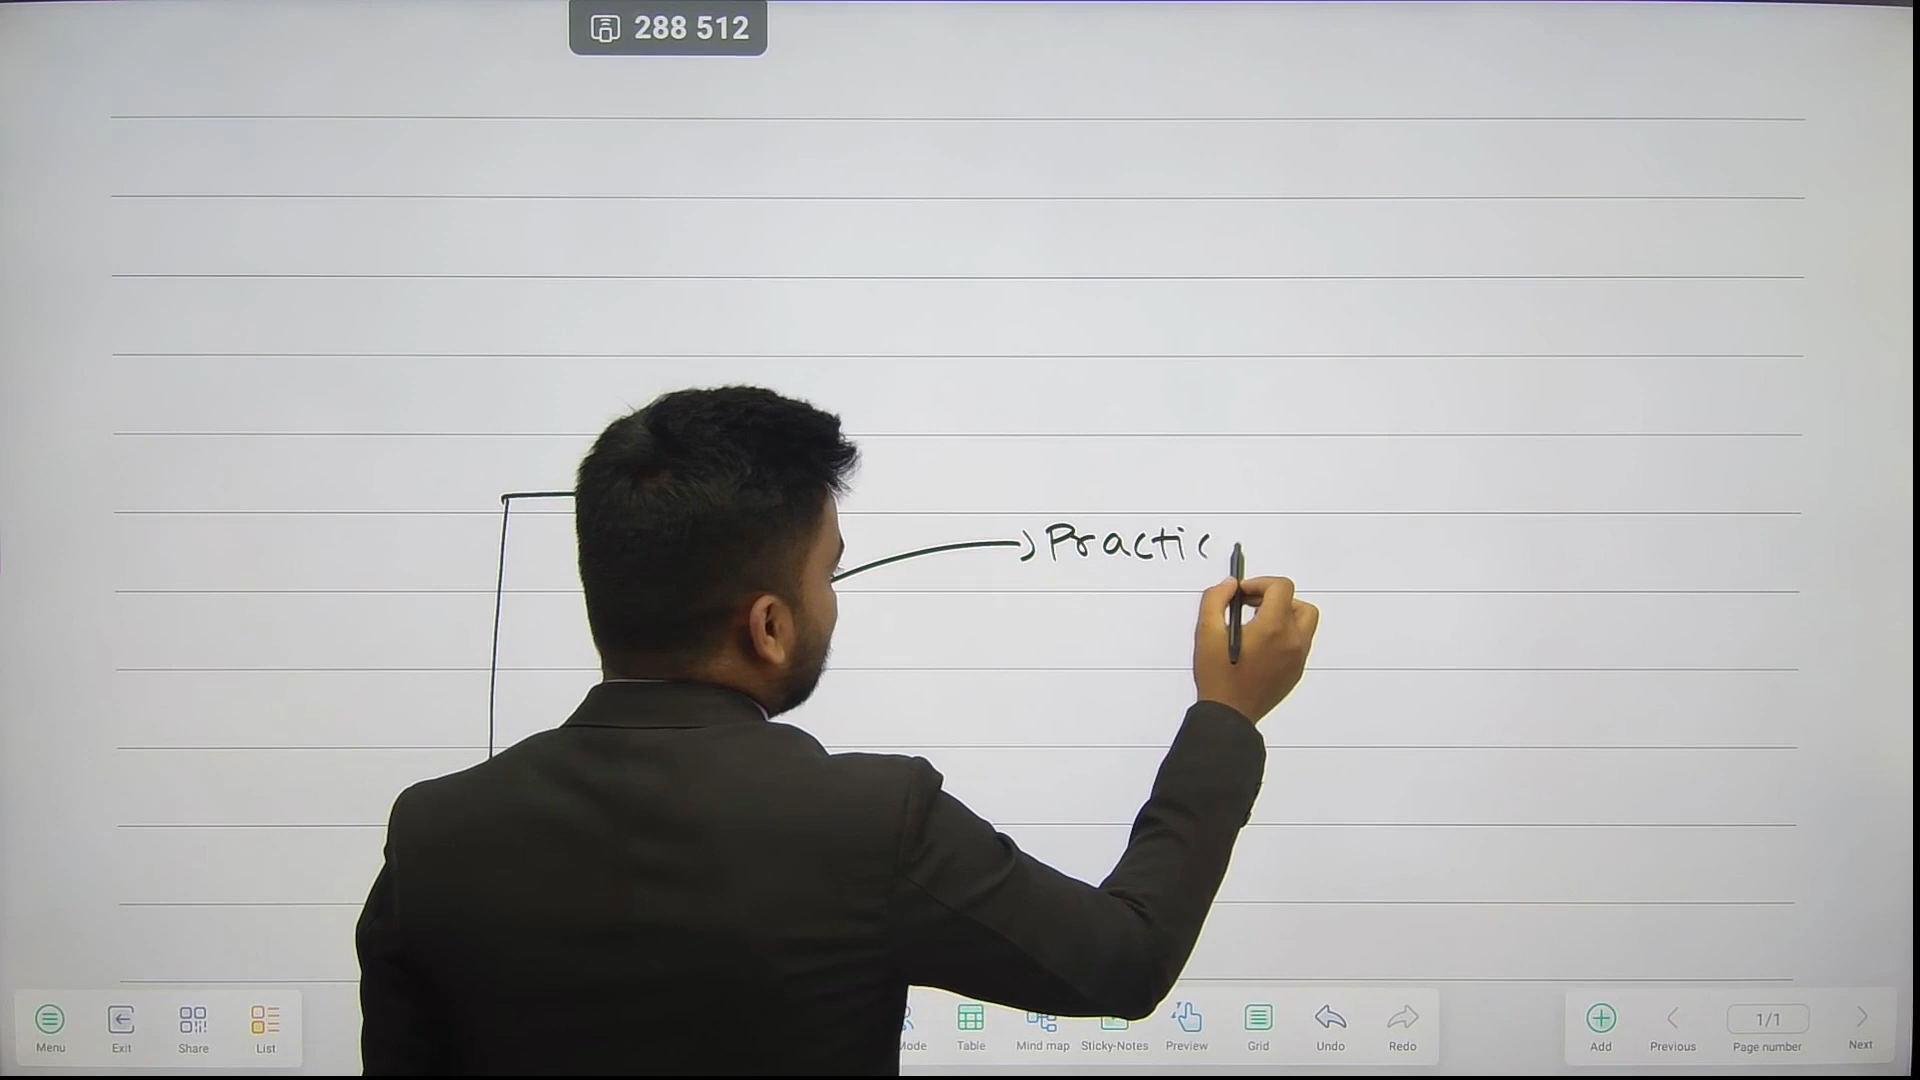 288 512
Practic
Menu
Exit
Share
List
Table
Mind map
Sticky-Notes
Preview
Grid
Undo
Redo
Add
Previous
1/1
Page number
Next